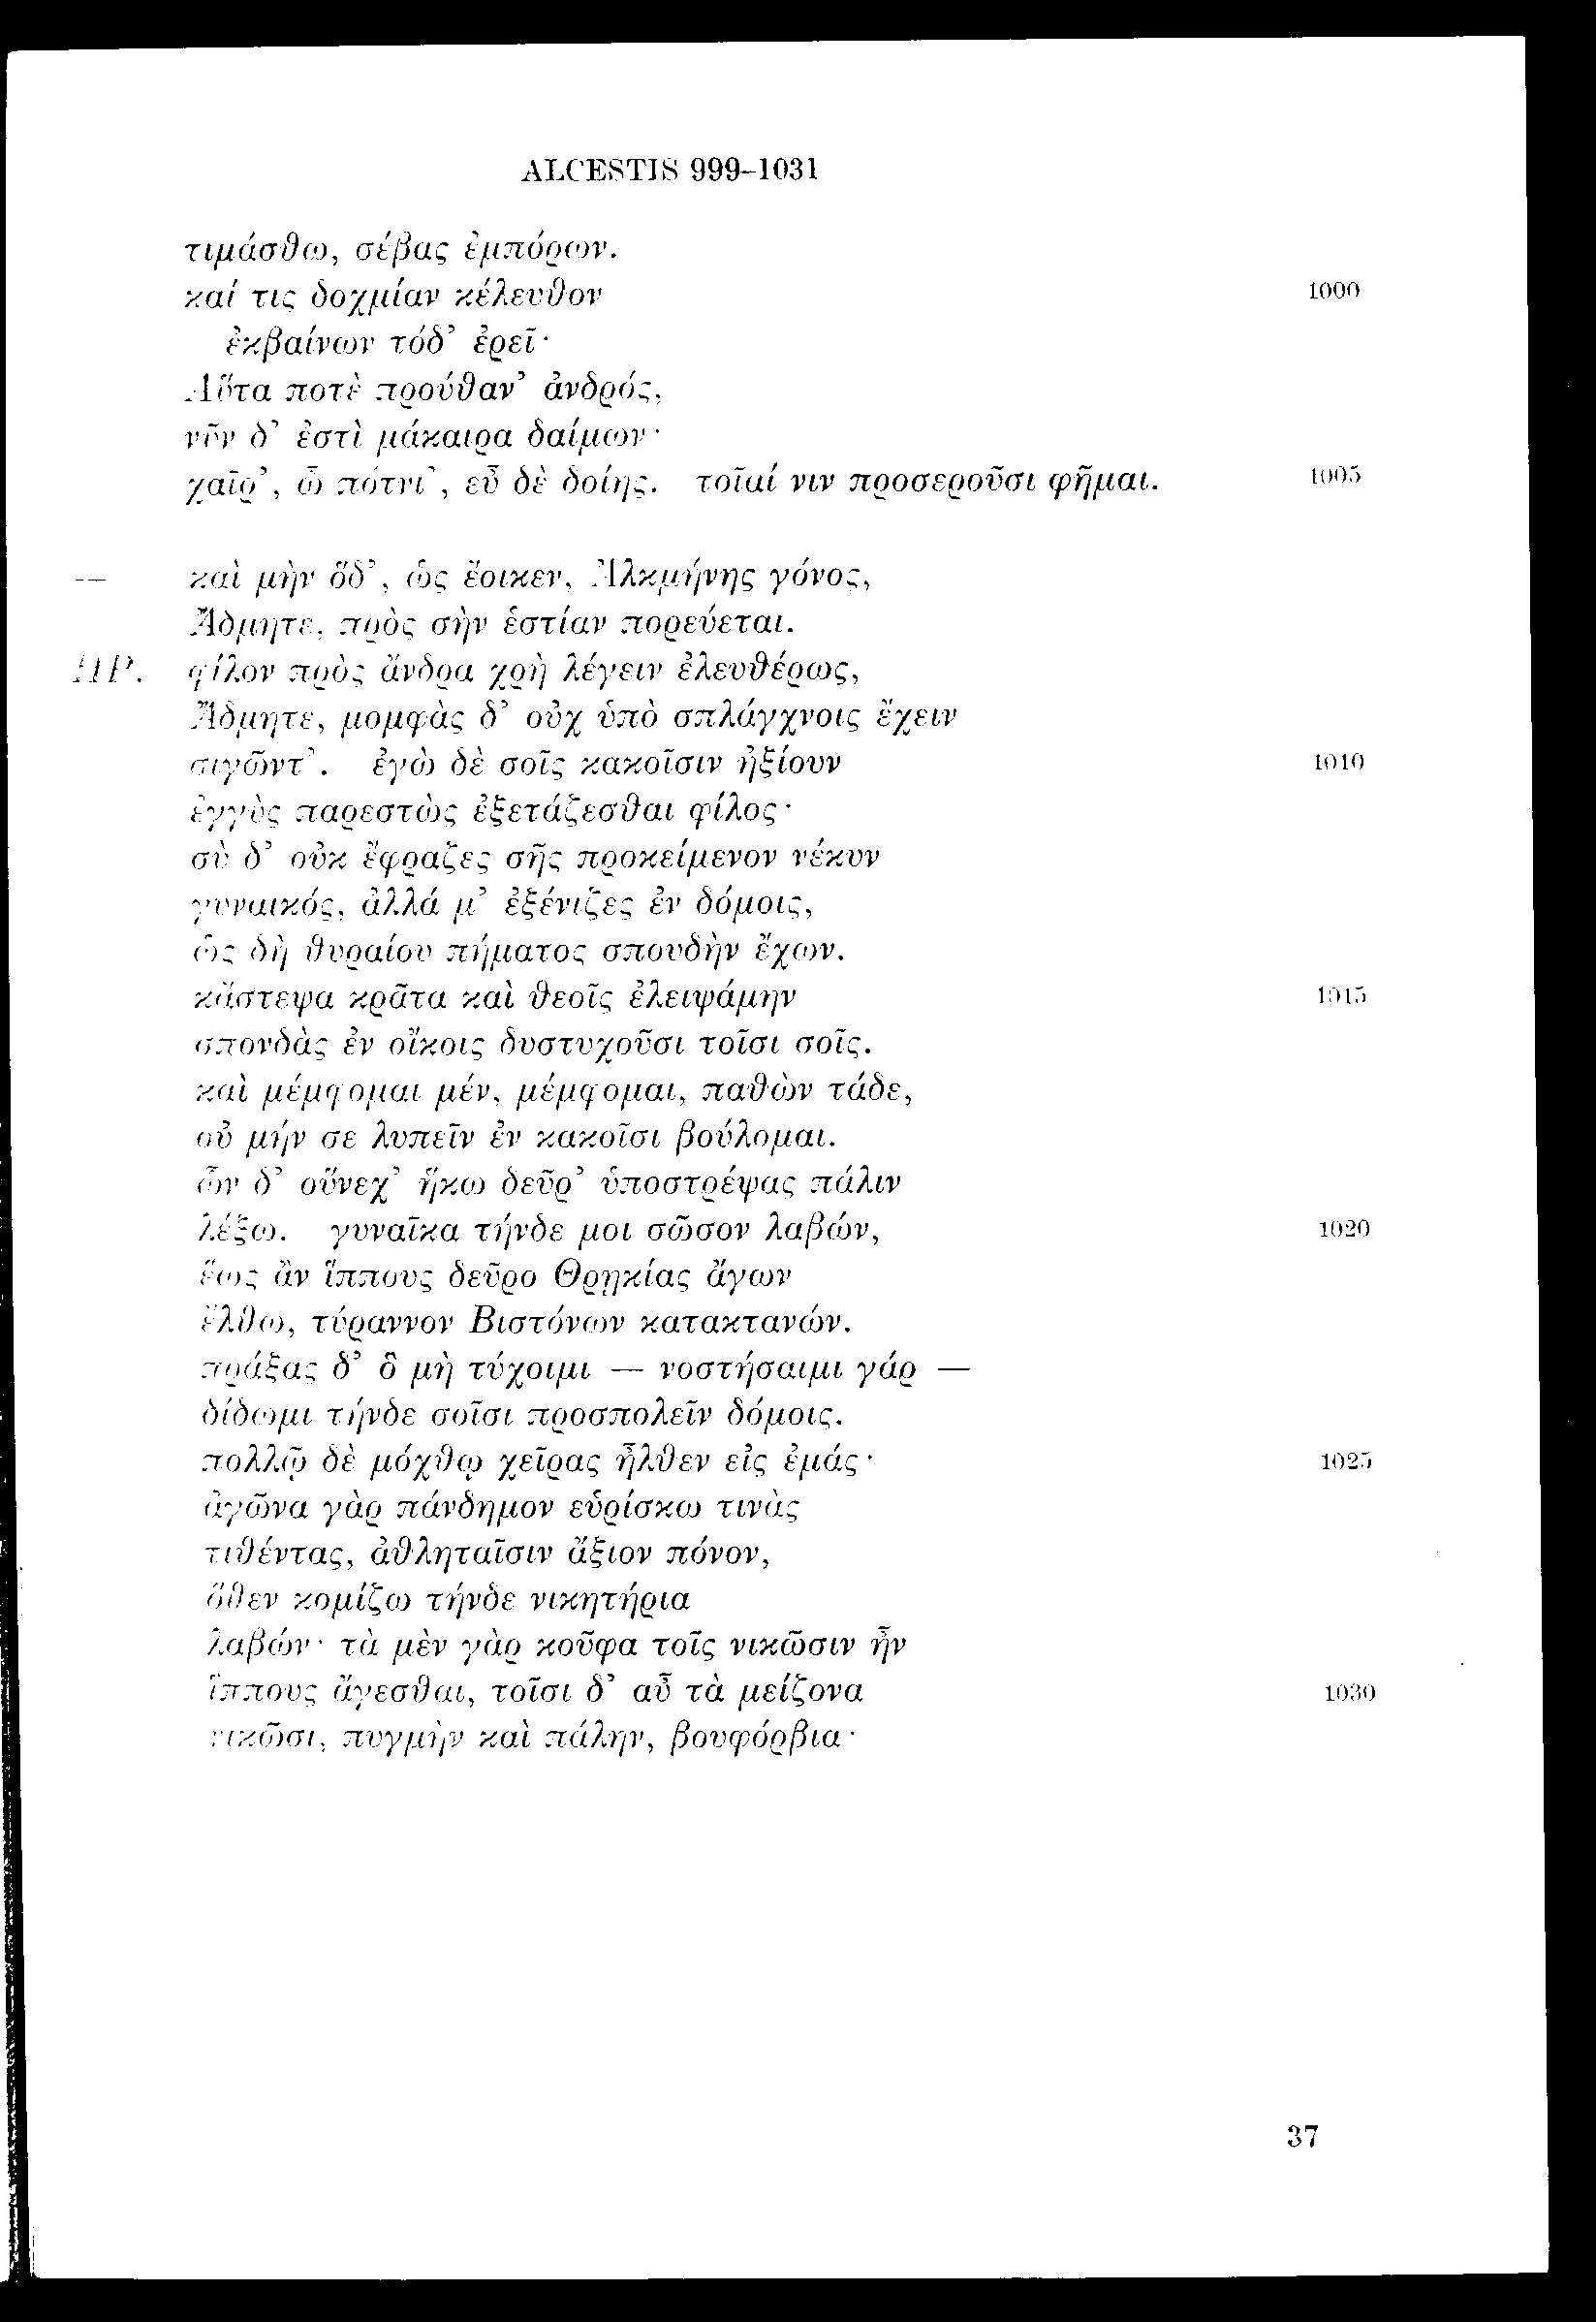 ALCESTIS 999–1031
τιμάσθω, σέβας ἐμπόρων.
καί τις δοχμίαν κέλευθον 1000
ἐκβαίνων τόδ’ ἐρεῖ·
Αὕτα ποτὲ προύθαν’ ἀνδρός,
νῦν δ’ ἐστὶ μάκαιρα δαίμων·
χαῖρ’, ὦ πότνι’, εὖ δὲ δοίης. τοῖαί νιν προσεροῦσι φῆμαι. 1005
— καὶ μὴν ὅδ’, ὡς ἔοικεν, Ἀλκμήνης γόνος,
Ἄδμητε, πρὸς σὴν ἑστίαν πορεύεται.
ΗΡ. φίλον πρὸς ἄνδρα χρὴ λέγειν ἐλευθέρως,
Ἄδμητε, μομφὰς δ’ οὐχ ὑπὸ σπλάγχνοις ἔχειν
σιγῶντ’. ἐγὼ δὲ σοῖς κακοῖσιν ἠξίουν 1010
ἐγγὺς παρεστὼς ἐξετάζεσθαι φίλος·
σὺ δ’ οὐκ ἔφραζες σῆς προκείμενον νέκυν
γυναικός, ἀλλά μ’ ἐξένιζες ἐν δόμοις,
ὡς δὴ θυραίου πήματος σπουδὴν ἔχων.
κἄστεψα κρᾶτα καὶ θεοῖς ἐλειψάμην 1015
σπονδὰς ἐν οἴκοις δυστυχοῦσι τοῖσι σοῖς.
καὶ μέμφομαι μέν, μέμφομαι, παθὼν τάδε,
οὐ μήν σε λυπεῖν ἐν κακοῖσι βούλομαι.
ὧν δ’ οὕνεχ’ ἥκω δεῦρ’ ὑποστρέψας πάλιν
λέξω. γυναῖκα τήνδε μοι σῶσον λαβών, 1020
ἕως ἂν ἵππους δεῦρο Θρῃκίας ἄγων
ἔλθω, τύραννον Βιστόνων κατακτανών.
πράξας δ’ ὃ μὴ τύχοιμι — νοστήσαιμι γάρ —
δίδωμι τήνδε σοῖσι προσπολεῖν δόμοις.
πολλῷ δὲ μόχθῳ χεῖρας ἦλθεν εἰς ἐμάς· 1025
ἀγῶνα γὰρ πάνδημον εὑρίσκω τινὰς
τιθέντας, ἀθληταῖσιν ἄξιον πόνον,
ὅθεν κομίζω τήνδε νικητήρια
λαβών· τὰ μὲν γὰρ κοῦφα τοῖς νικῶσιν ἦν
ἵππους ἄγεσθαι, τοῖσι δ’ αὖ τὰ μείζονα 1030
νικῶσι, πυγμὴν καὶ πάλην, βουφόρβια·
37